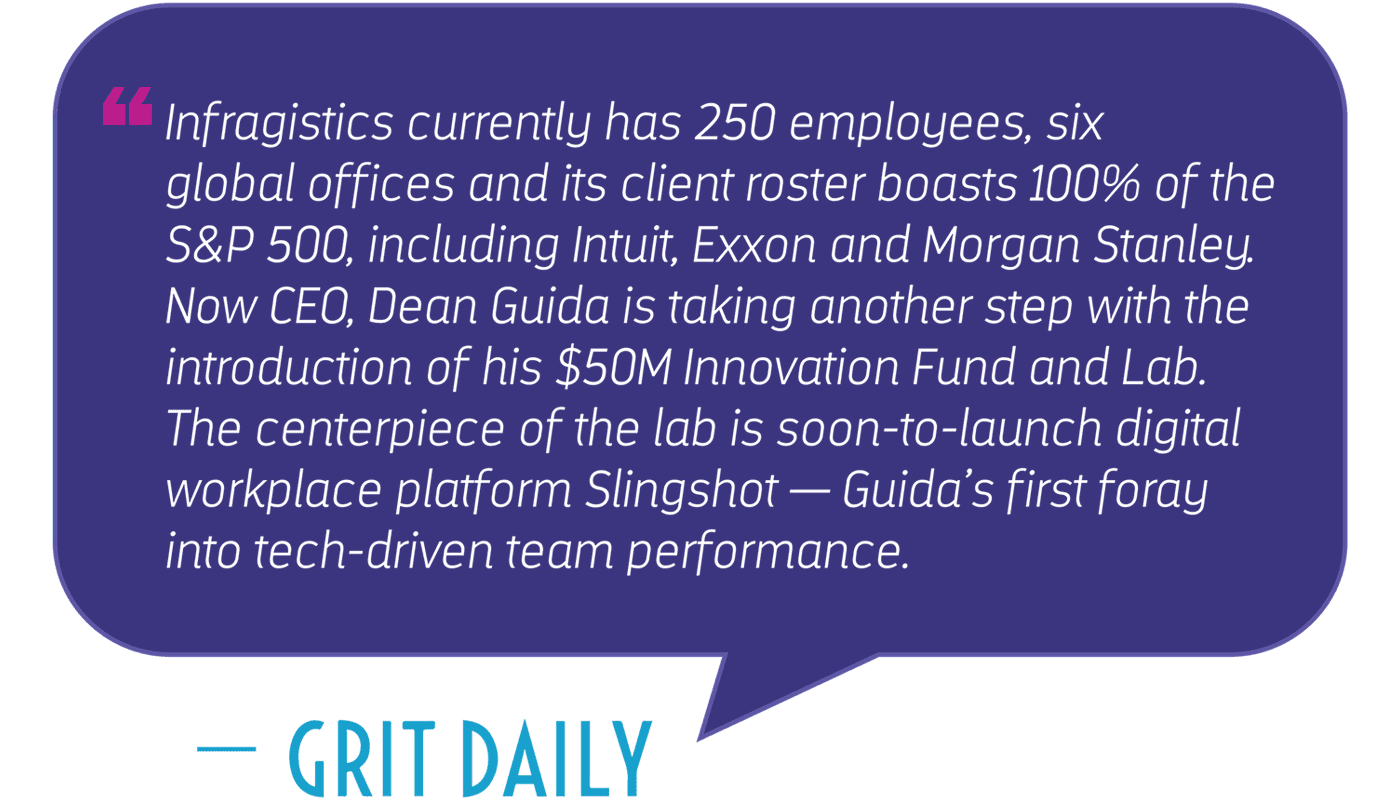 ❝ Infragistics currently has 250 employees, six
global offices and its client roster boasts 100% of the
S&P 500, including Intuit, Exxon and Morgan Stanley.
Now CEO, Dean Guida is taking another step with the
introduction of his $50M Innovation Fund and Lab.
The centerpiece of the lab is soon-to-launch digital
workplace platform Slingshot — Guida’s first foray
into tech-driven team performance.
— GRIT DAILY